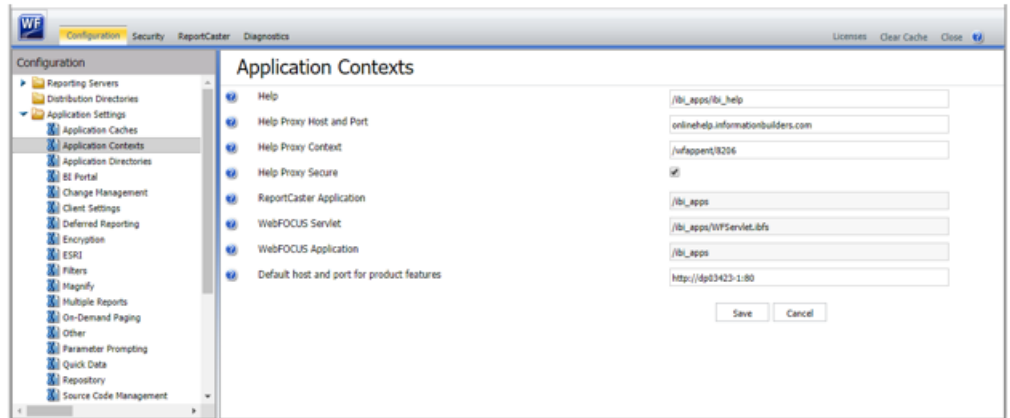 WF
Configuration Security ReportCaster Diagnostics Licenses Clear Cache Close
Configuration
Reporting Servers
Distribution Directories
Application Settings
Application Caches
Application Contexts
Application Directories
BI Portal
Change Management
Client Settings
Deferred Reporting
Encryption
ESRI
Filters
Magnify
Multiple Reports
On-Demand Paging
Other
Parameter Prompting
Quick Data
Repository
Source Code Management
Application Contexts
Help /ibi_apps/ibi_help
Help Proxy Host and Port onlinehelp.informationbuilders.com
Help Proxy Context /wfappent/8206
Help Proxy Secure
ReportCaster Application /ibi_apps
WebFOCUS Servlet /ibi_apps/WFServlet.ibfs
WebFOCUS Application /ibi_apps
Default host and port for product features http://dp03423-1:80
Save Cancel